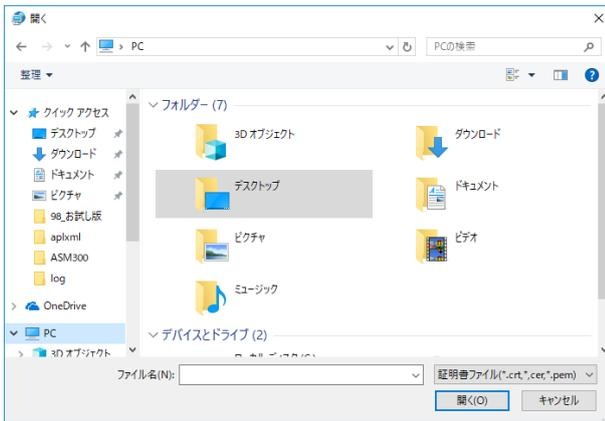 開く
PC
PCの検索
整理
クイック アクセス
デスクトップ
ダウンロード
ドキュメント
ピクチャ
98_お試し版
aplxml
ASM300
log
OneDrive
PC
3D オブジェクト
フォルダー (7)
3D オブジェクト
ダウンロード
デスクトップ
ドキュメント
ピクチャ
ビデオ
ミュージック
デバイスとドライブ (2)
ファイル名(N):
証明書ファイル(*.crt,*,cer,*.pem)
開く(O)
キャンセル